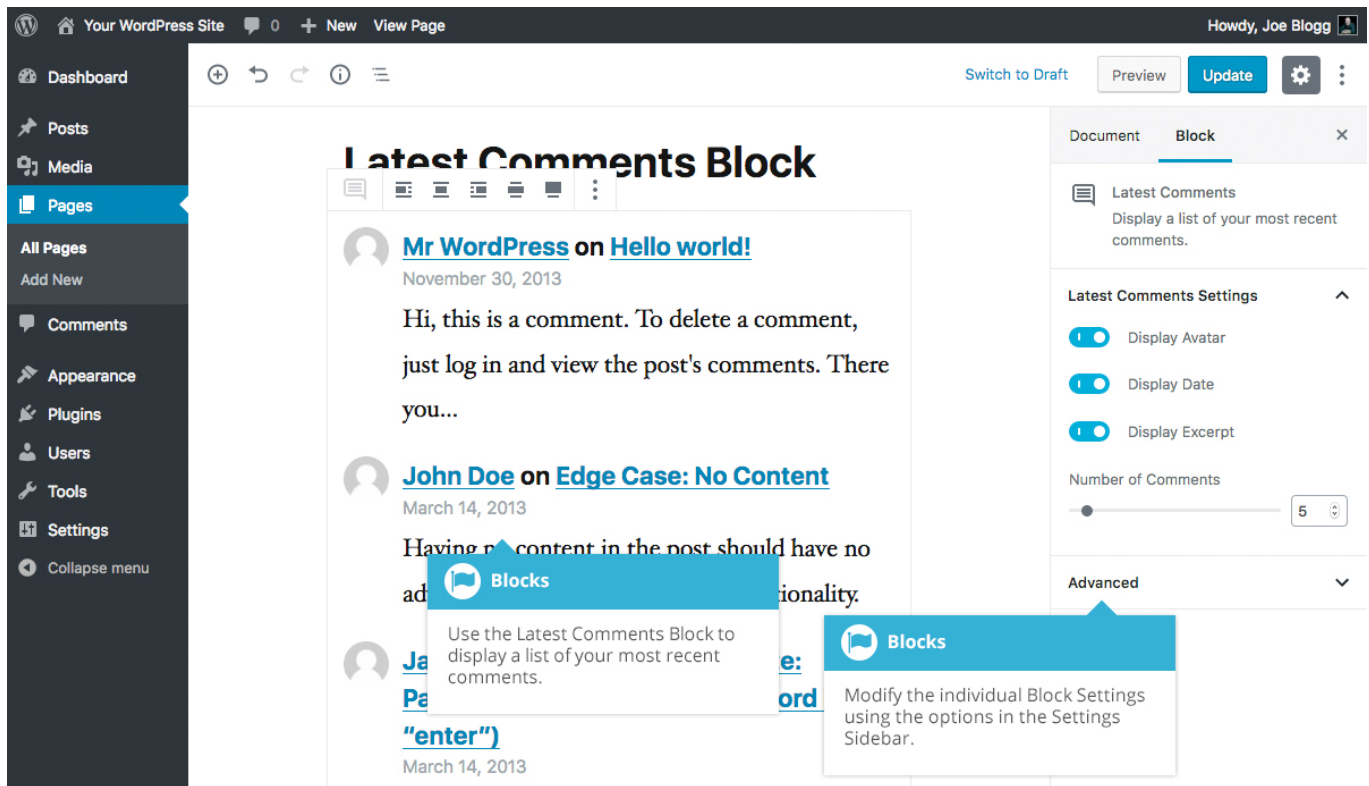 Your WordPress Site 0 New View Page Howdy, Joe Blogg
Dashboard
Posts
Media
Pages
All Pages
Add New
Comments
Appearance
Plugins
Users
Tools
Settings
Collapse menu
Switch to Draft Preview Update
Latest Comments Block
Mr WordPress on Hello world!
November 30, 2013
Hi, this is a comment. To delete a comment,
just log in and view the post's comments. There
you...
John Doe on Edge Case: No Content
March 14, 2013
Having content in the post should have no
Blocks
Use the Latest Comments Block to
display a list of your most recent
comments.
“enter”)
March 14, 2013
Document Block
Latest Comments
Display a list of your most recent
comments.
Latest Comments Settings
Display Avatar
Display Date
Display Excerpt
Number of Comments
5
Advanced
Blocks
Modify the individual Block Settings
using the options in the Settings
Sidebar.